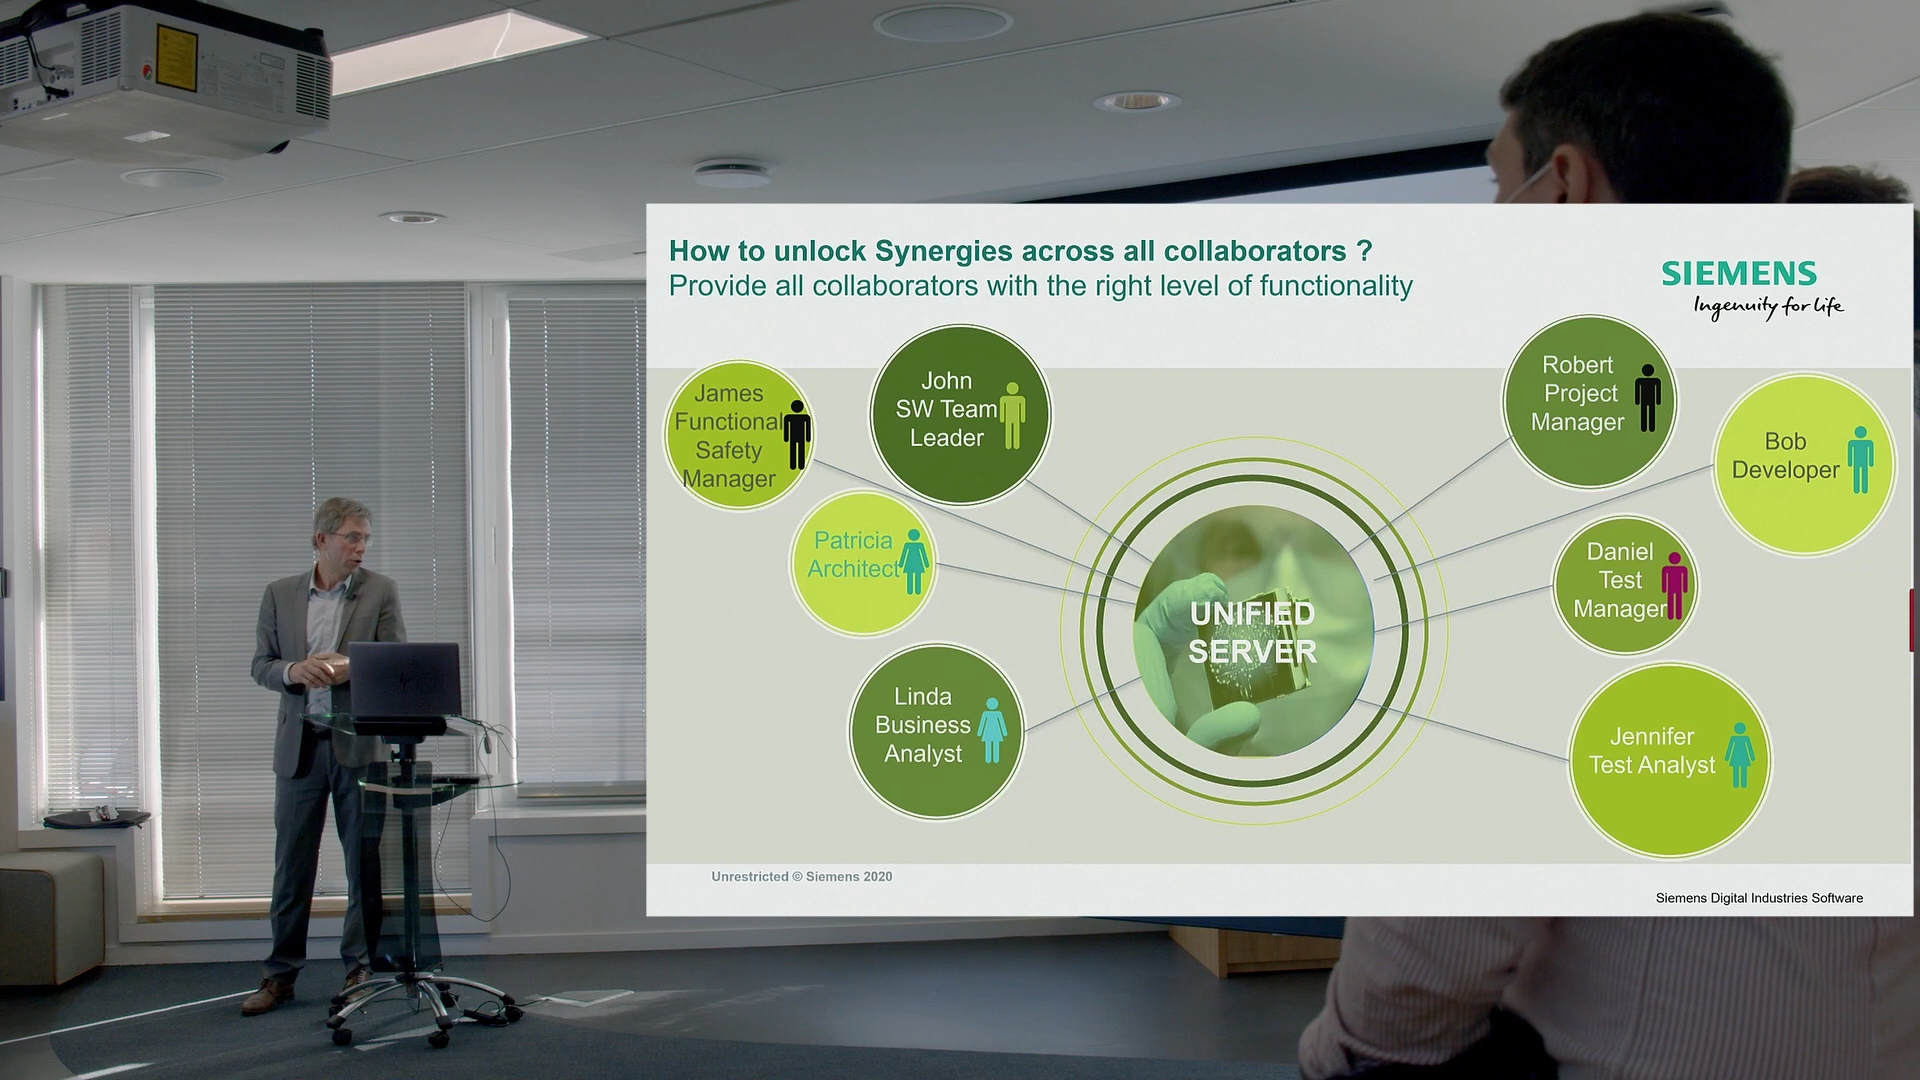 How to unlock Synergies across all collaborators ?
Provide all collaborators with the right level of functionality
SIEMENS
Ingenuity for life
James
Functional
Safety
Manager
John
SW Team
Leader
Patricia
Architect
Linda
Business
Analyst
UNIFIED
SERVER
Robert
Project
Manager
Bob
Developer
Daniel
Test
Manager
Jennifer
Test Analyst
Unrestricted © Siemens 2020
Siemens Digital Industries Software